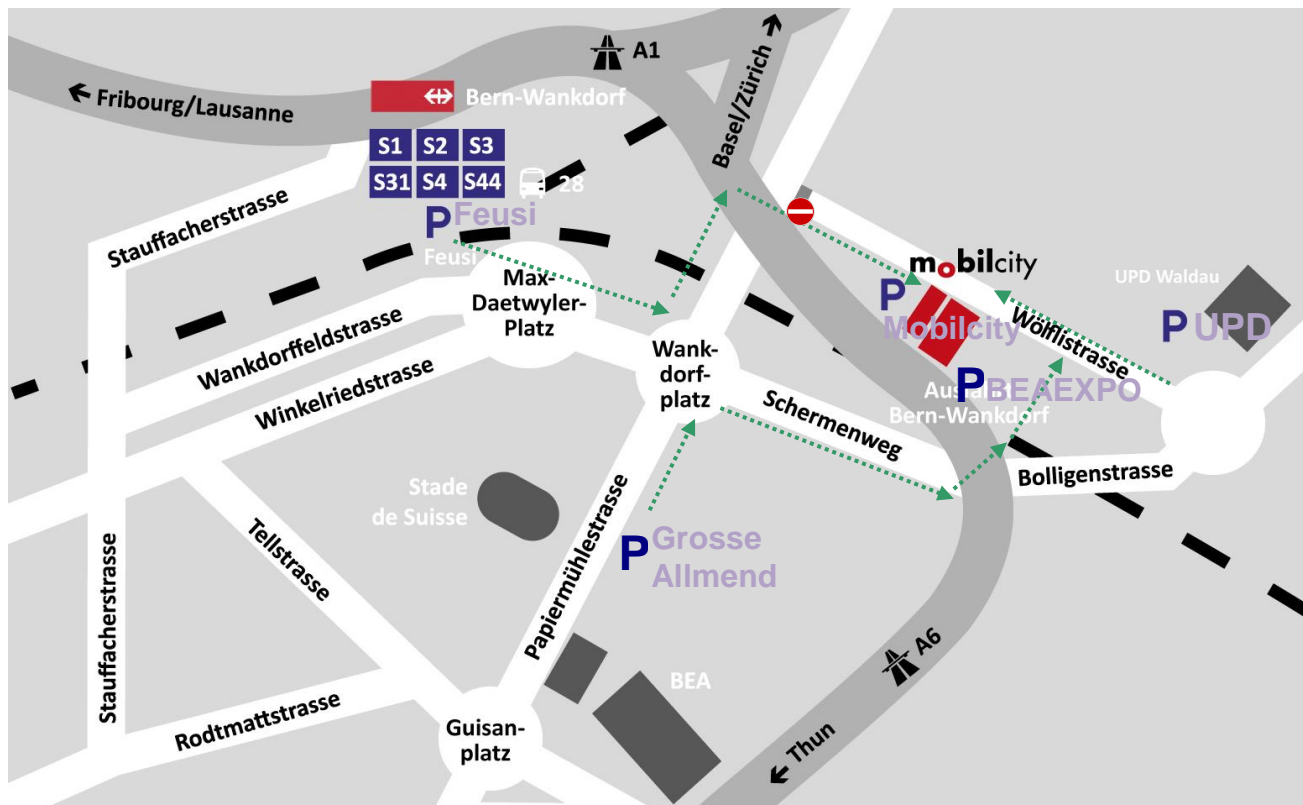 A1
Basel/Zürich
Fribourg/Lausanne
Bern-Wankdorf
S1 S2 S3
S31 S4 S44
28
P Feusi
Feusi
Stauffacherstrasse
Max-
Daetwyler-
Platz
mobilcity
UPD Waldau
P
Mobilcity
P UPD
Wölflistrasse
Wankdorffeldstrasse
Winkelriedstrasse
Wank-
dorf-
platz
P BEAEXPO
Ausfahrt
Bern-Wankdorf
Schermenweg
Bolligenstrasse
Stade
de Suisse
Tellstrasse
Papiermühlestrasse
P Grosse
Allmend
Stauffacherstrasse
Rodtmattstrasse
BEA
A6
Guisan-
platz
Thun